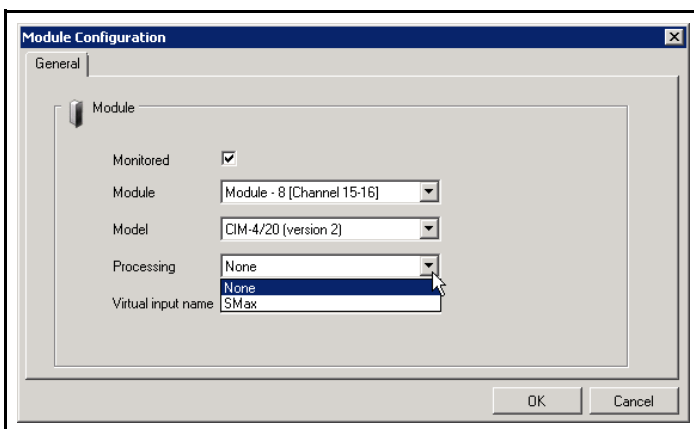 Module Configuration
General
Module
Monitored
Module Module - 8 [Channel 15-16]
Model CIM-4/20 (version 2)
Processing None
None
Virtual input name SMax
OK Cancel